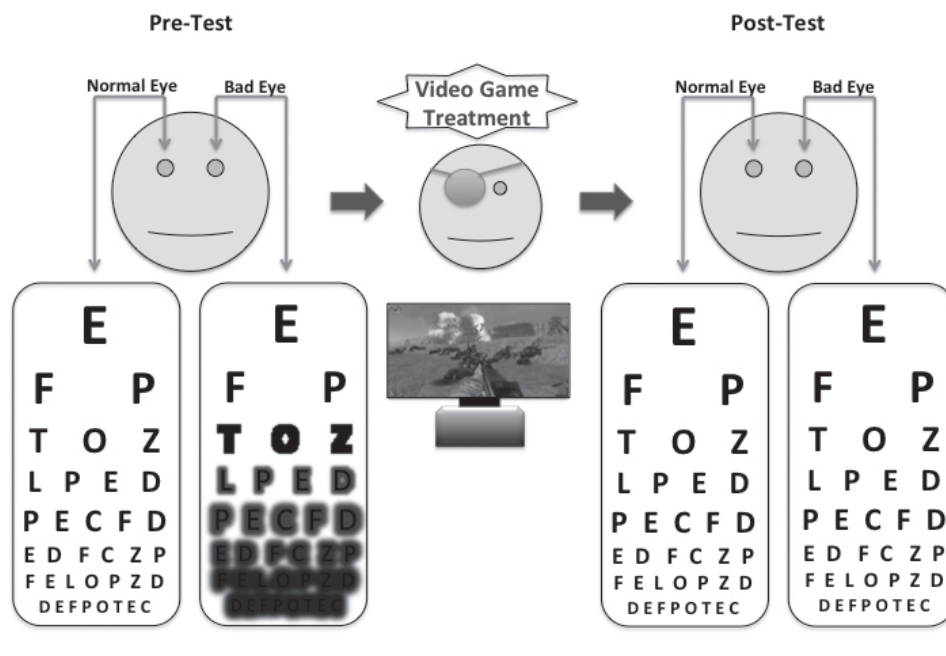 Pre-Test
Post-Test
Normal Eye
Bad Eye
Video Game
Treatment
Normal Eye
Bad Eye
E
F P
T O Z
L P E D
P E C F D
E D F C Z P
F E L O P Z D
D E F P O T E C
E
F P
T O Z
L P E D
P E C F D
E D F C Z P
F E L O P Z D
D E F P O T E C
E
F P
T O Z
L P E D
P E C F D
E D F C Z P
F E L O P Z D
D E F P O T E C
E
F P
T O Z
L P E D
P E C F D
E D F C Z P
F E L O P Z D
D E F P O T E C